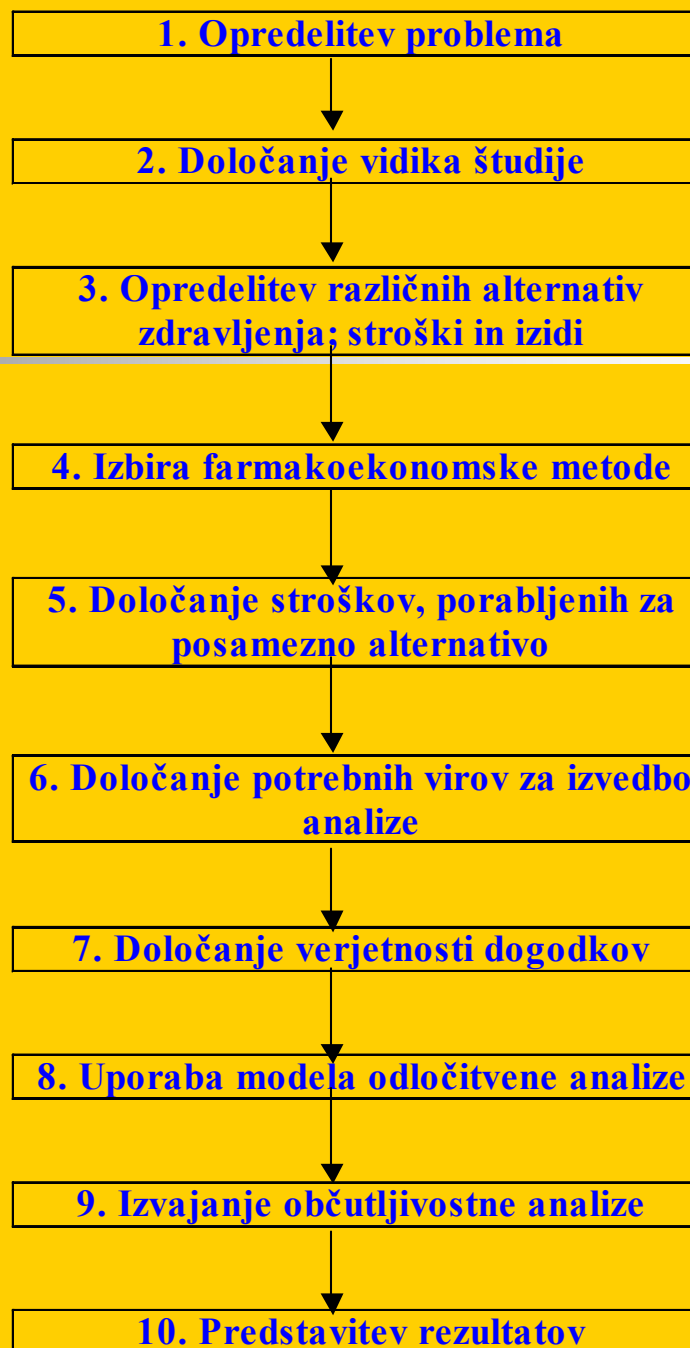 1. Opredelitev problema
2. Določanje vidika študije
3. Opredelitev različnih alternativ
zdravljenja; stroški in izidi
4. Izbira farmakoekonomske metode
5. Določanje stroškov, porabljenih za
posamezno alternativo
6. Določanje potrebnih virov za izvedbo
analize
7. Določanje verjetnosti dogodkov
8. Uporaba modela odločitvene analize
9. Izvajanje občutljivostne analize
10. Predstavitev rezultatov